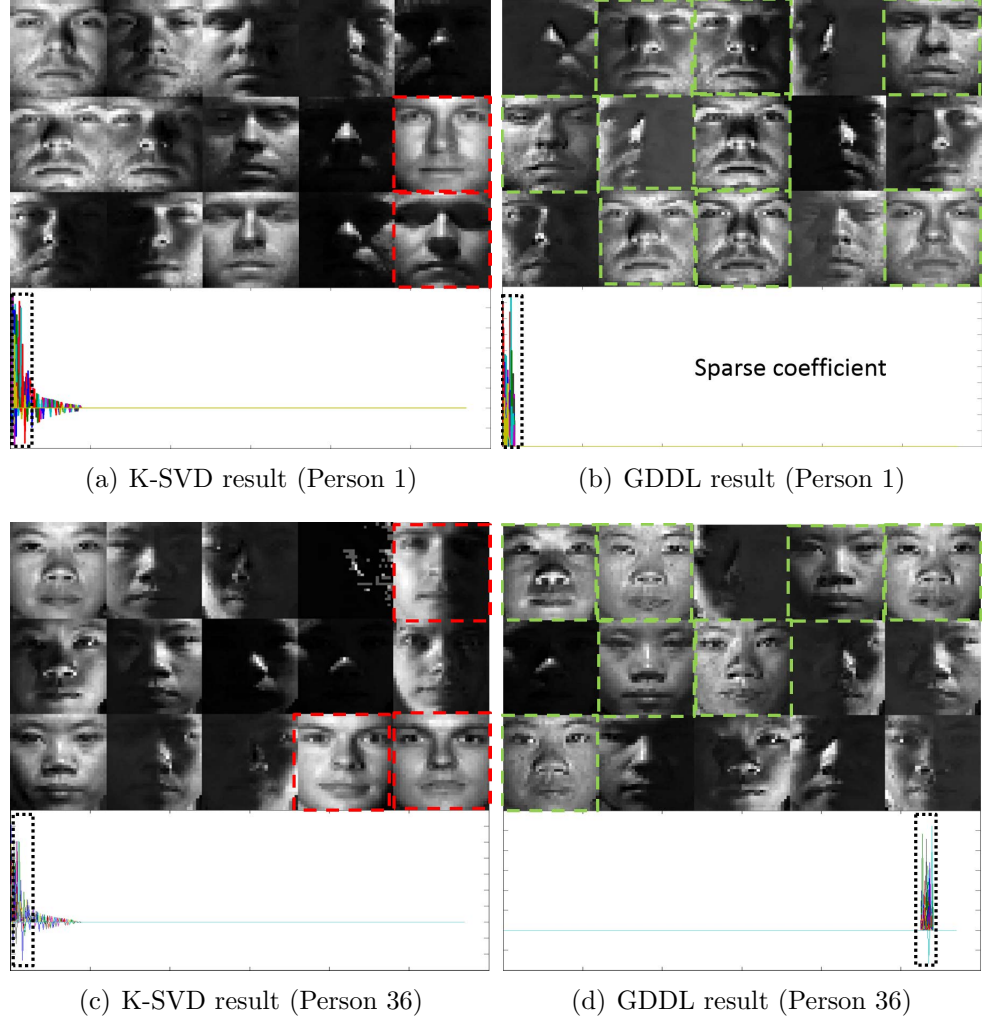 Sparse coefficient
(a) K-SVD result (Person 1)
(b) GDDL result (Person 1)
(c) K-SVD result (Person 36)
(d) GDDL result (Person 36)